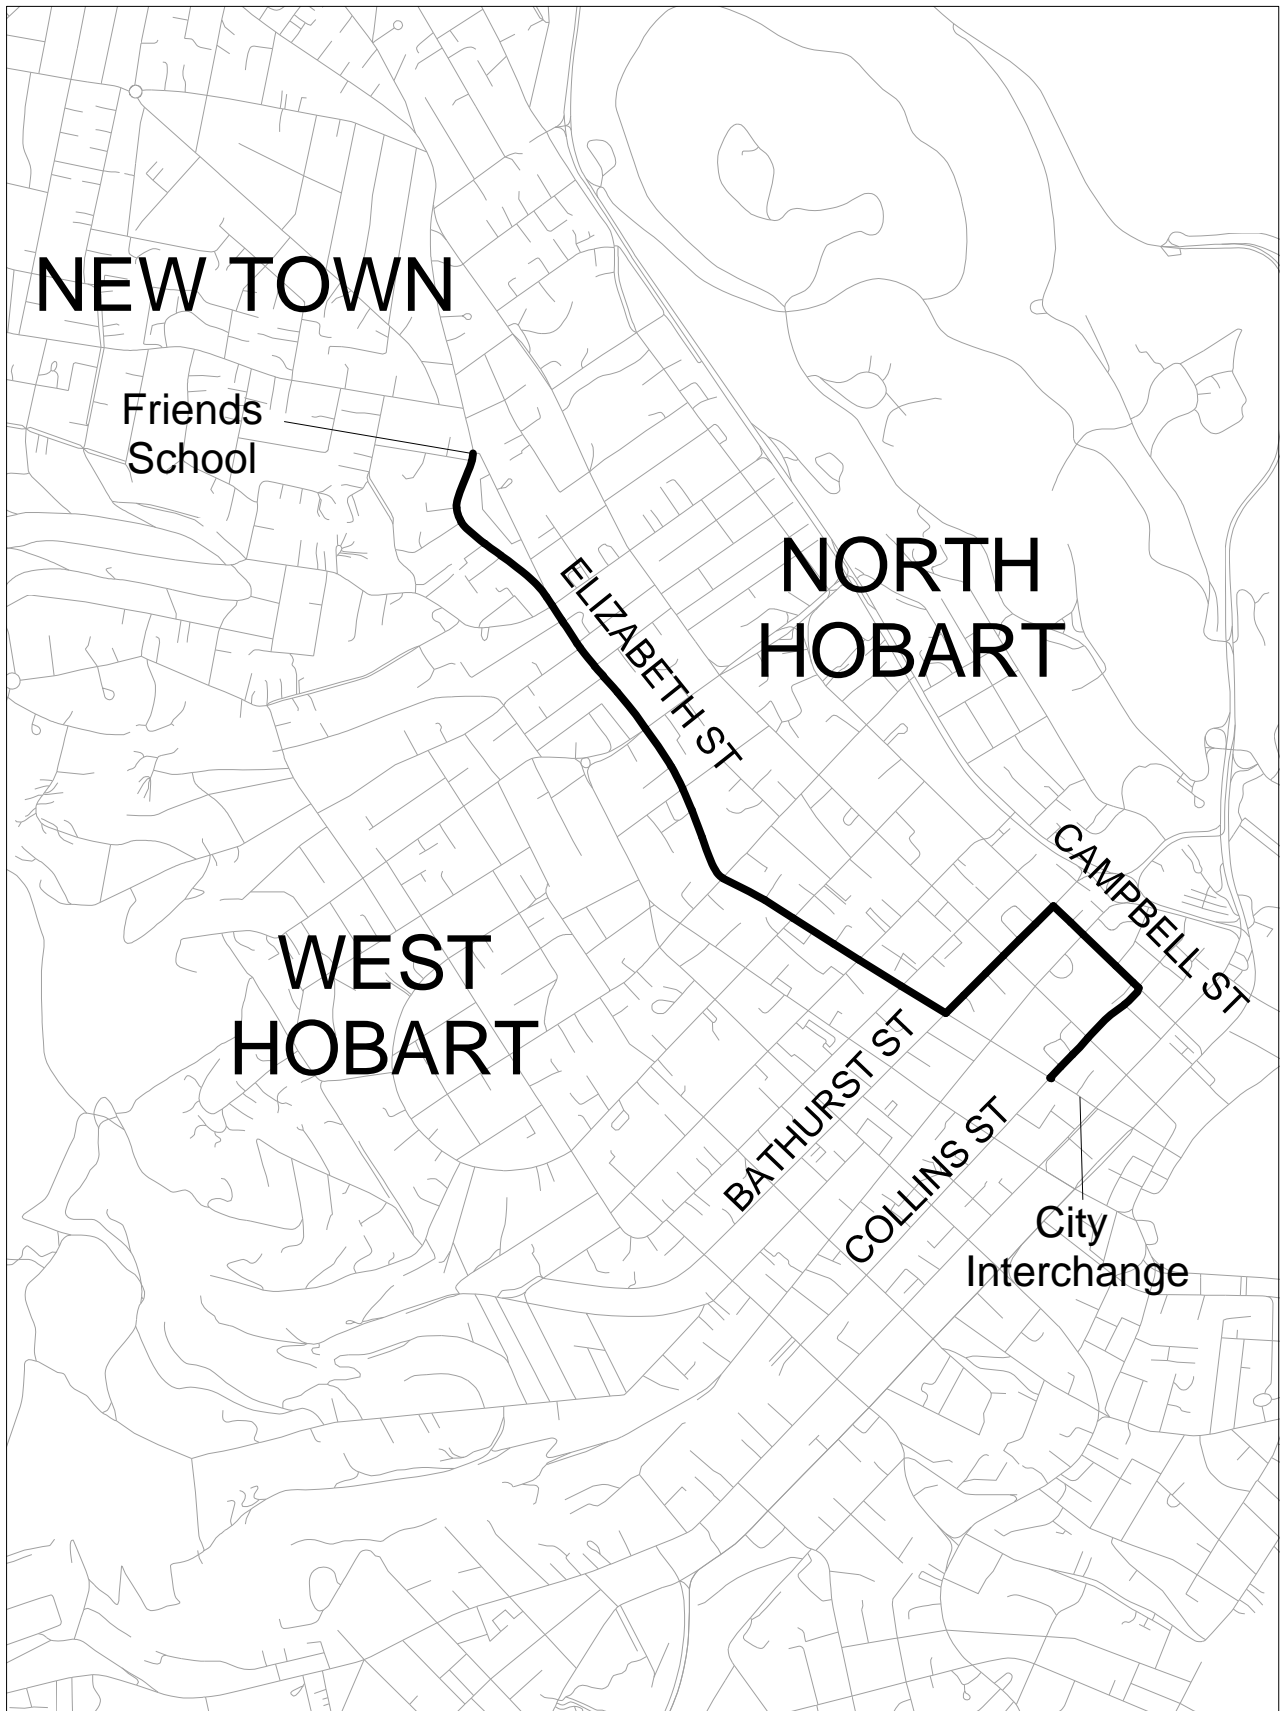 NEW TOWN
Friends
School
NORTH
HOBART
ELIZABETH ST
CAMPBELL ST
WEST
HOBART
BATHURST ST
COLLINS ST
City
Interchange